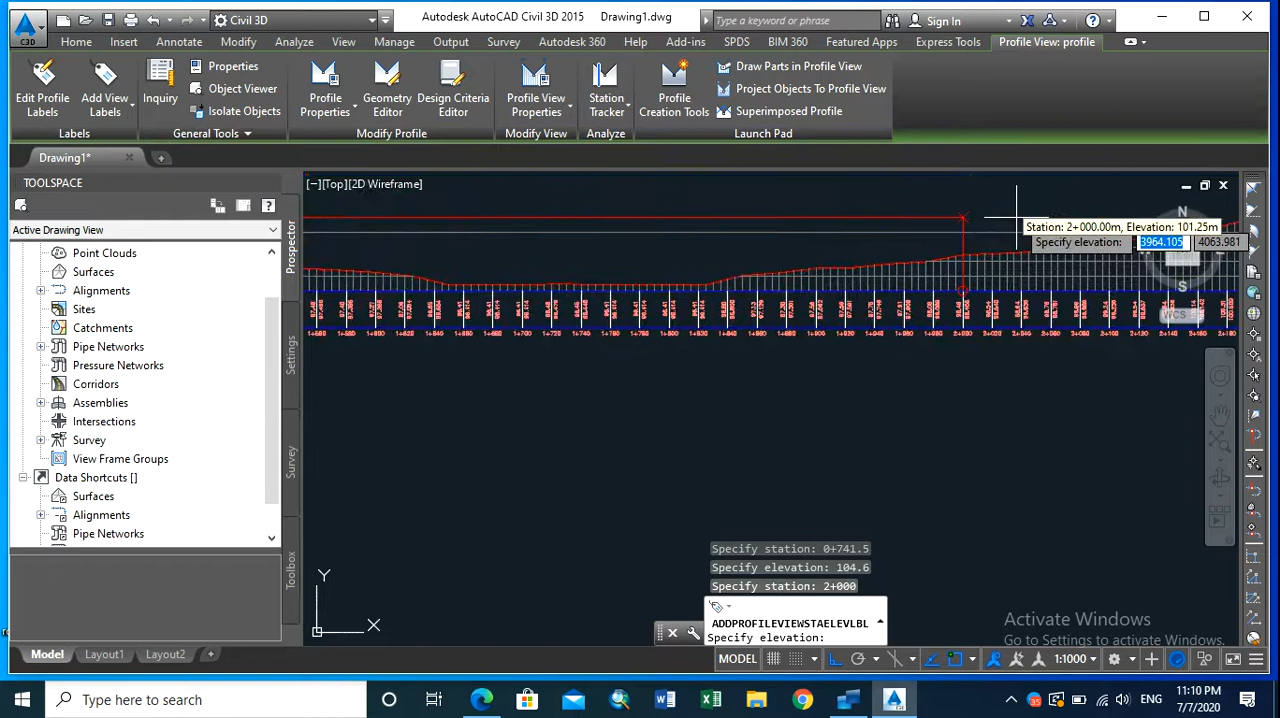 Civil 3D
Autodesk AutoCAD Civil 3D 2015 Drawing1.dwg
Type a keyword or phrase
Sign In
C3D
Home Insert Annotate Modify Analyze View Manage Output Survey Autodesk 360 Help Add-ins SPDS BIM 360 Featured Apps Express Tools Profile View: profile
Edit Profile Labels
Add View Labels
Labels
Inquiry
Properties
Object Viewer
Isolate Objects
General Tools
Profile Properties
Geometry Editor
Design Criteria Editor
Modify Profile
Profile View Properties
Modify View
Station Tracker
Analyze
Profile Creation Tools
Draw Parts in Profile View
Project Objects To Profile View
Superimposed Profile
Launch Pad
Drawing1*
TOOLSPACE
Active Drawing View
Point Clouds
Surfaces
Alignments
Sites
Catchments
Pipe Networks
Pressure Networks
Corridors
Assemblies
Intersections
Survey
View Frame Groups
Data Shortcuts []
Surfaces
Alignments
Pipe Networks
Prospector
Settings
Survey
Toolbox
[−][Top][2D Wireframe]
N
Station: 2+000.00m, Elevation: 101.25m
Specify elevation: 3964.105 4063.981
S
WCS
Y
X
Specify station: 0+741.5
Specify elevation: 104.6
Specify station: 2+000
ADDPROFILEVIEWSTAELEVLBL
Specify elevation:
Activate Windows
Go to Settings to activate Windows.
Model Layout1 Layout2
MODEL
1:1000
Type here to search
ENG
11:10 PM
7/7/2020